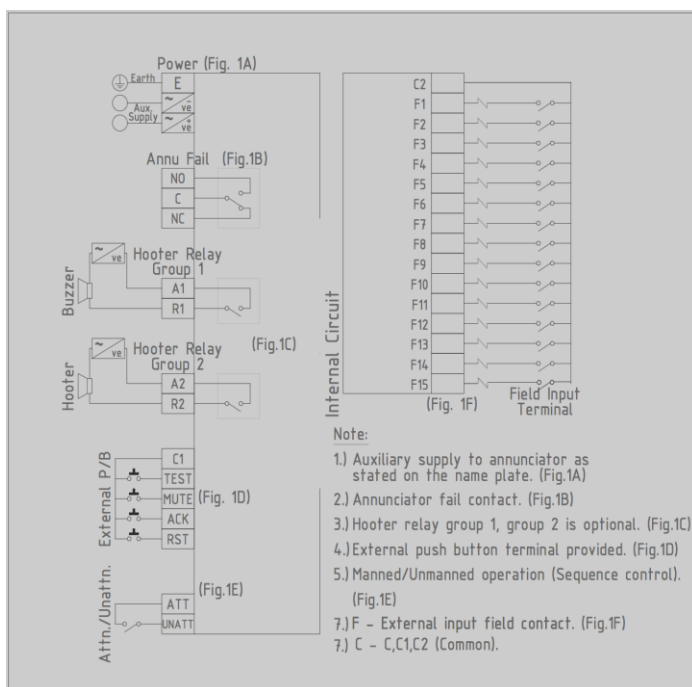 Power (Fig. 1A)
Earth
E
~
-
ve
Aux.
Supply
~
+
ve
Annu Fail (Fig.1B)
NO
C
NC
~
ve
Hooter Relay
Group 1
Buzzer
A1
R1
~
ve
Hooter Relay
Group 2
(Fig.1C)
Hooter
A2
R2
External P/B
C1
TEST
MUTE
ACK
RST
(Fig. 1D)
Attn./Unattn.
(Fig.1E)
ATT
UNATT
Internal Circuit
C2
F1
F2
F3
F4
F5
F6
F7
F8
F9
F10
F11
F12
F13
F14
F15
(Fig. 1F)
Field Input
Terminal
Note:
1.) Auxiliary supply to annunciator as
stated on the name plate. (Fig.1A)
2.) Annunciator fail contact. (Fig.1B)
3.) Hooter relay group 1, group 2 is optional. (Fig.1C)
4.) External push button terminal provided. (Fig.1D)
5.) Manned/Unmanned operation (Sequence control).
(Fig.1E)
7.) F - External input field contact. (Fig.1F)
7.) C - C,C1,C2 (Common).